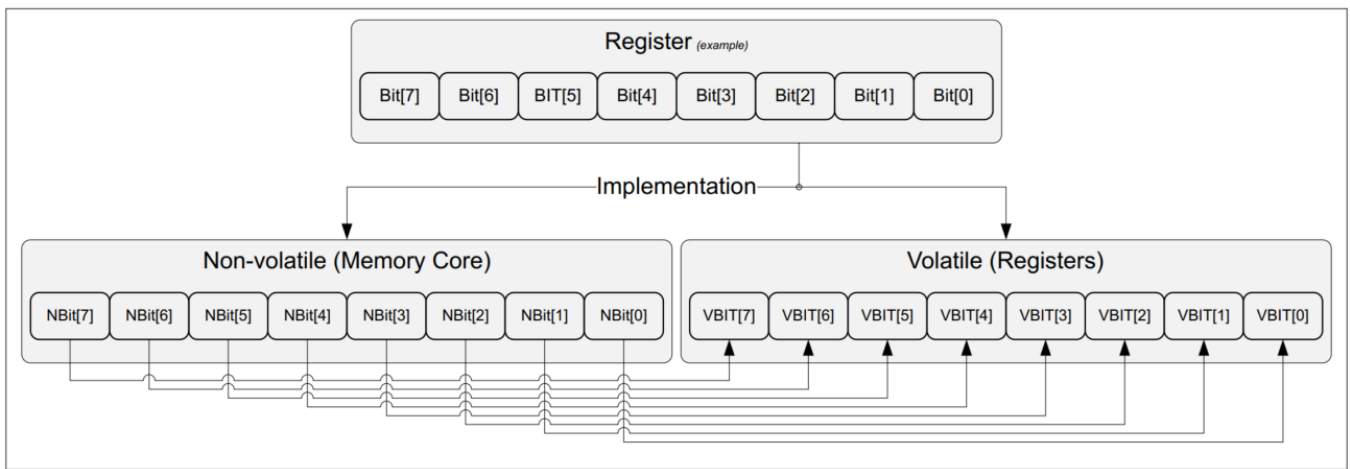 Register (example)
Bit[7] Bit[6] BIT[5] Bit[4] Bit[3] Bit[2] Bit[1] Bit[0]
Implementation
Non-volatile (Memory Core)
NBit[7] NBit[6] NBit[5] NBit[4] NBit[3] NBit[2] NBit[1] NBit[0]
Volatile (Registers)
VBIT[7] VBIT[6] VBIT[5] VBIT[4] VBIT[3] VBIT[2] VBIT[1] VBIT[0]